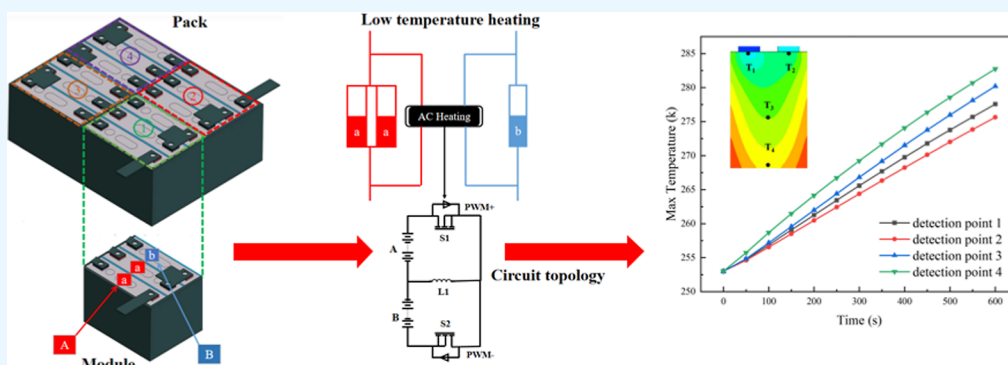 Pack
4
3
2
1
b
a
a
A
B
Module
Low temperature heating
a
a
AC Heating
b
PWM+
S1
A
L1
Circuit topology
B
S2
PWM-
Max Temperature (k)
285
280
275
270
265
260
255
250
T1
T2
T3
T4
detection point 1
detection point 2
detection point 3
detection point 4
0
100
200
300
400
500
600
Time (s)